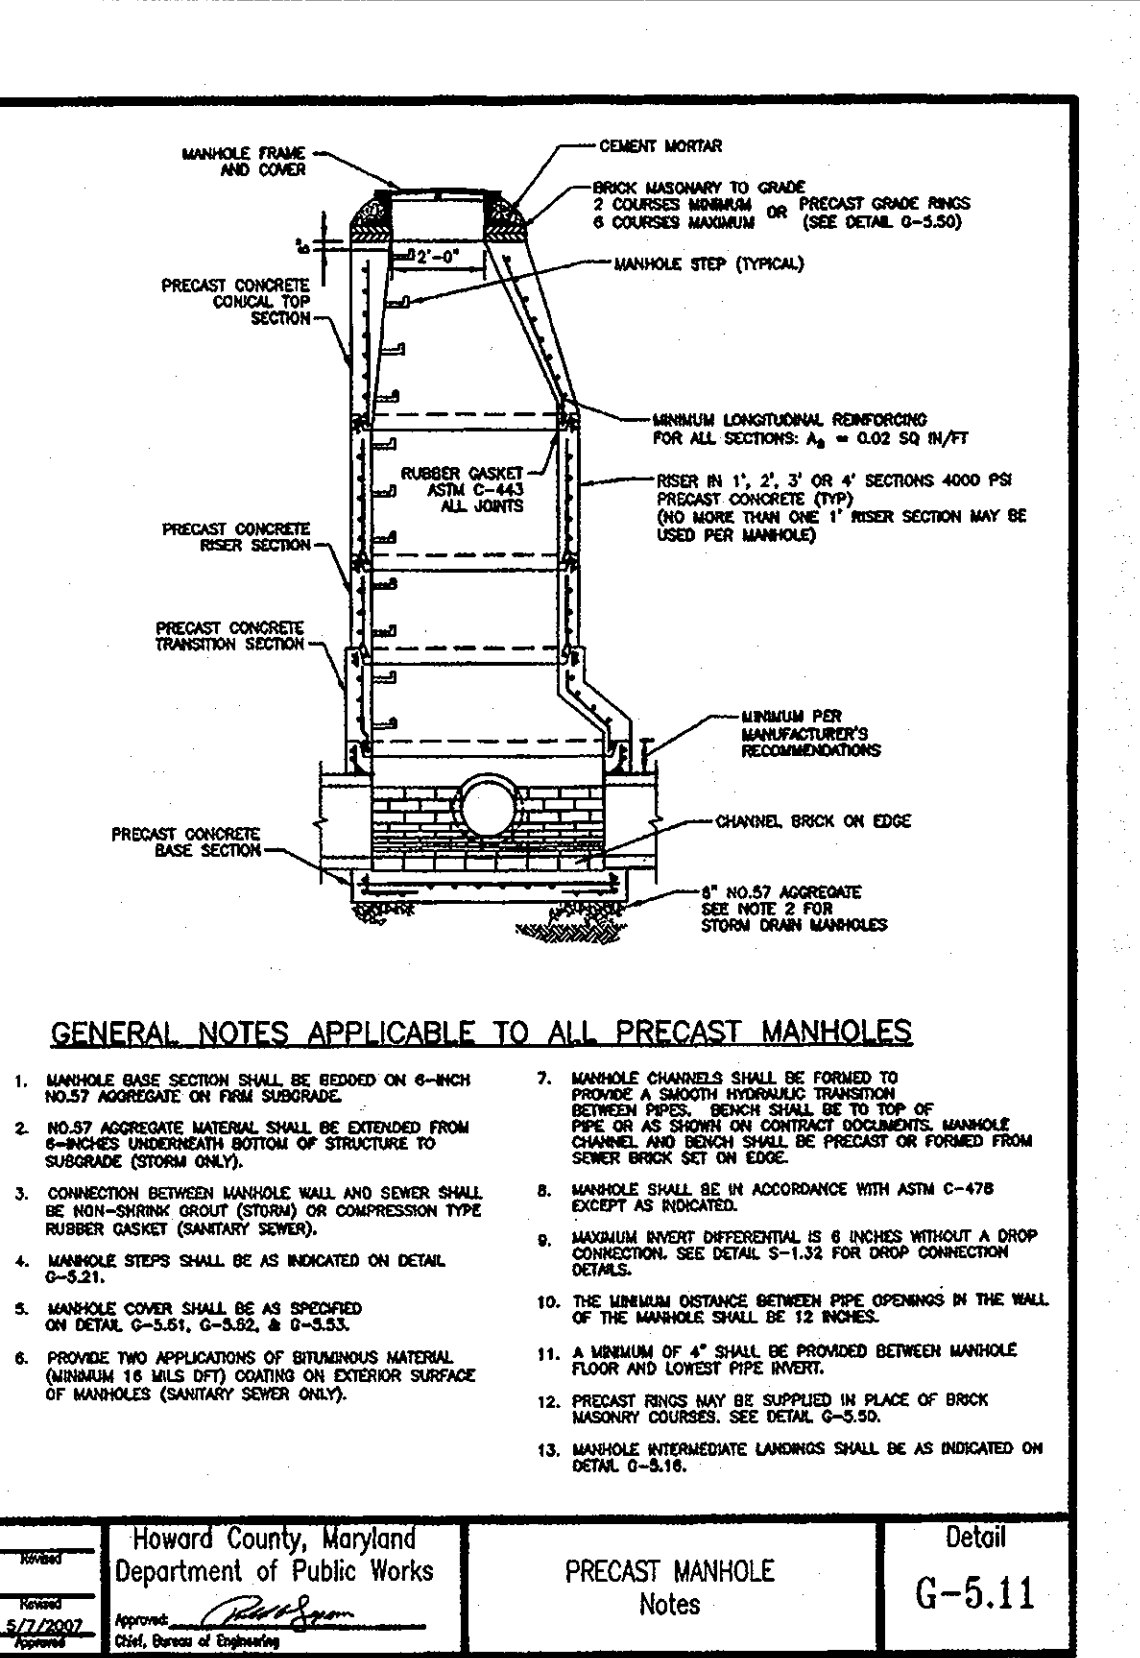 MANHOLE FRAME
AND COVER
CEMENT MORTAR
BRICK MASONARY TO GRADE
2 COURSES MINIMUM OR PRECAST GRADE RINGS
6 COURSES MAXIMUM (SEE DETAIL G-5.50)
2'-0"
MANHOLE STEP (TYPICAL)
PRECAST CONCRETE
CONICAL TOP
SECTION
MINIMUM LONGITUDINAL REINFORCING
FOR ALL SECTIONS: As = 0.02 SQ IN/FT
RUBBER GASKET
ASTM C-443
ALL JOINTS
RISER IN 1', 2', 3' OR 4' SECTIONS 4000 PSI
PRECAST CONCRETE (TYP)
(NO MORE THAN ONE 1' RISER SECTION MAY BE
USED PER MANHOLE)
PRECAST CONCRETE
RISER SECTION
PRECAST CONCRETE
TRANSITION SECTION
MINIMUM PER
MANUFACTURER'S
RECOMMENDATIONS
CHANNEL BRICK ON EDGE
PRECAST CONCRETE
BASE SECTION
6" NO.57 AGGREGATE
SEE NOTE 2 FOR
STORM DRAIN MANHOLES
GENERAL NOTES APPLICABLE TO ALL PRECAST MANHOLES
1. MANHOLE BASE SECTION SHALL BE BEDDED ON 6-INCH
NO.57 AGGREGATE ON FIRM SUBGRADE.
2. NO.57 AGGREGATE MATERIAL SHALL BE EXTENDED FROM
6-INCHES UNDERNEATH BOTTOM OF STRUCTURE TO
SUBGRADE (STORM ONLY).
3. CONNECTION BETWEEN MANHOLE WALL AND SEWER SHALL
BE NON-SHRINK GROUT (STORM) OR COMPRESSION TYPE
RUBBER GASKET (SANITARY SEWER).
4. MANHOLE STEPS SHALL BE AS INDICATED ON DETAIL
G-5.21.
5. MANHOLE COVER SHALL BE AS SPECIFIED
ON DETAIL G-5.51, G-5.52, & G-5.53.
6. PROVIDE TWO APPLICATIONS OF BITUMINOUS MATERIAL
(MINIMUM 16 MILS DFT) COATING ON EXTERIOR SURFACE
OF MANHOLES (SANITARY SEWER ONLY).
7. MANHOLE CHANNELS SHALL BE FORMED TO
PROVIDE A SMOOTH HYDRAULIC TRANSITION
BETWEEN PIPES. BENCH SHALL BE TO TOP OF
PIPE OR AS SHOWN ON CONTRACT DOCUMENTS. MANHOLE
CHANNEL AND BENCH SHALL BE PRECAST OR FORMED FROM
SEWER BRICK SET ON EDGE.
8. MANHOLE SHALL BE IN ACCORDANCE WITH ASTM C-478
EXCEPT AS INDICATED.
9. MAXIMUM INVERT DIFFERENTIAL IS 6 INCHES WITHOUT A DROP
CONNECTION. SEE DETAIL S-1.32 FOR DROP CONNECTION
DETAILS.
10. THE MINIMUM DISTANCE BETWEEN PIPE OPENINGS IN THE WALL
OF THE MANHOLE SHALL BE 12 INCHES.
11. A MINIMUM OF 4" SHALL BE PROVIDED BETWEEN MANHOLE
FLOOR AND LOWEST PIPE INVERT.
12. PRECAST RINGS MAY BE SUPPLIED IN PLACE OF BRICK
MASONRY COURSES. SEE DETAIL G-5.50.
13. MANHOLE INTERMEDIATE LANDINGS SHALL BE AS INDICATED ON
DETAIL G-5.16.
Revised
Revised
5/7/2007
Approved
Howard County, Maryland
Department of Public Works
Approved:
Chief, Bureau of Engineering
PRECAST MANHOLE
Notes
Detail
G-5.11